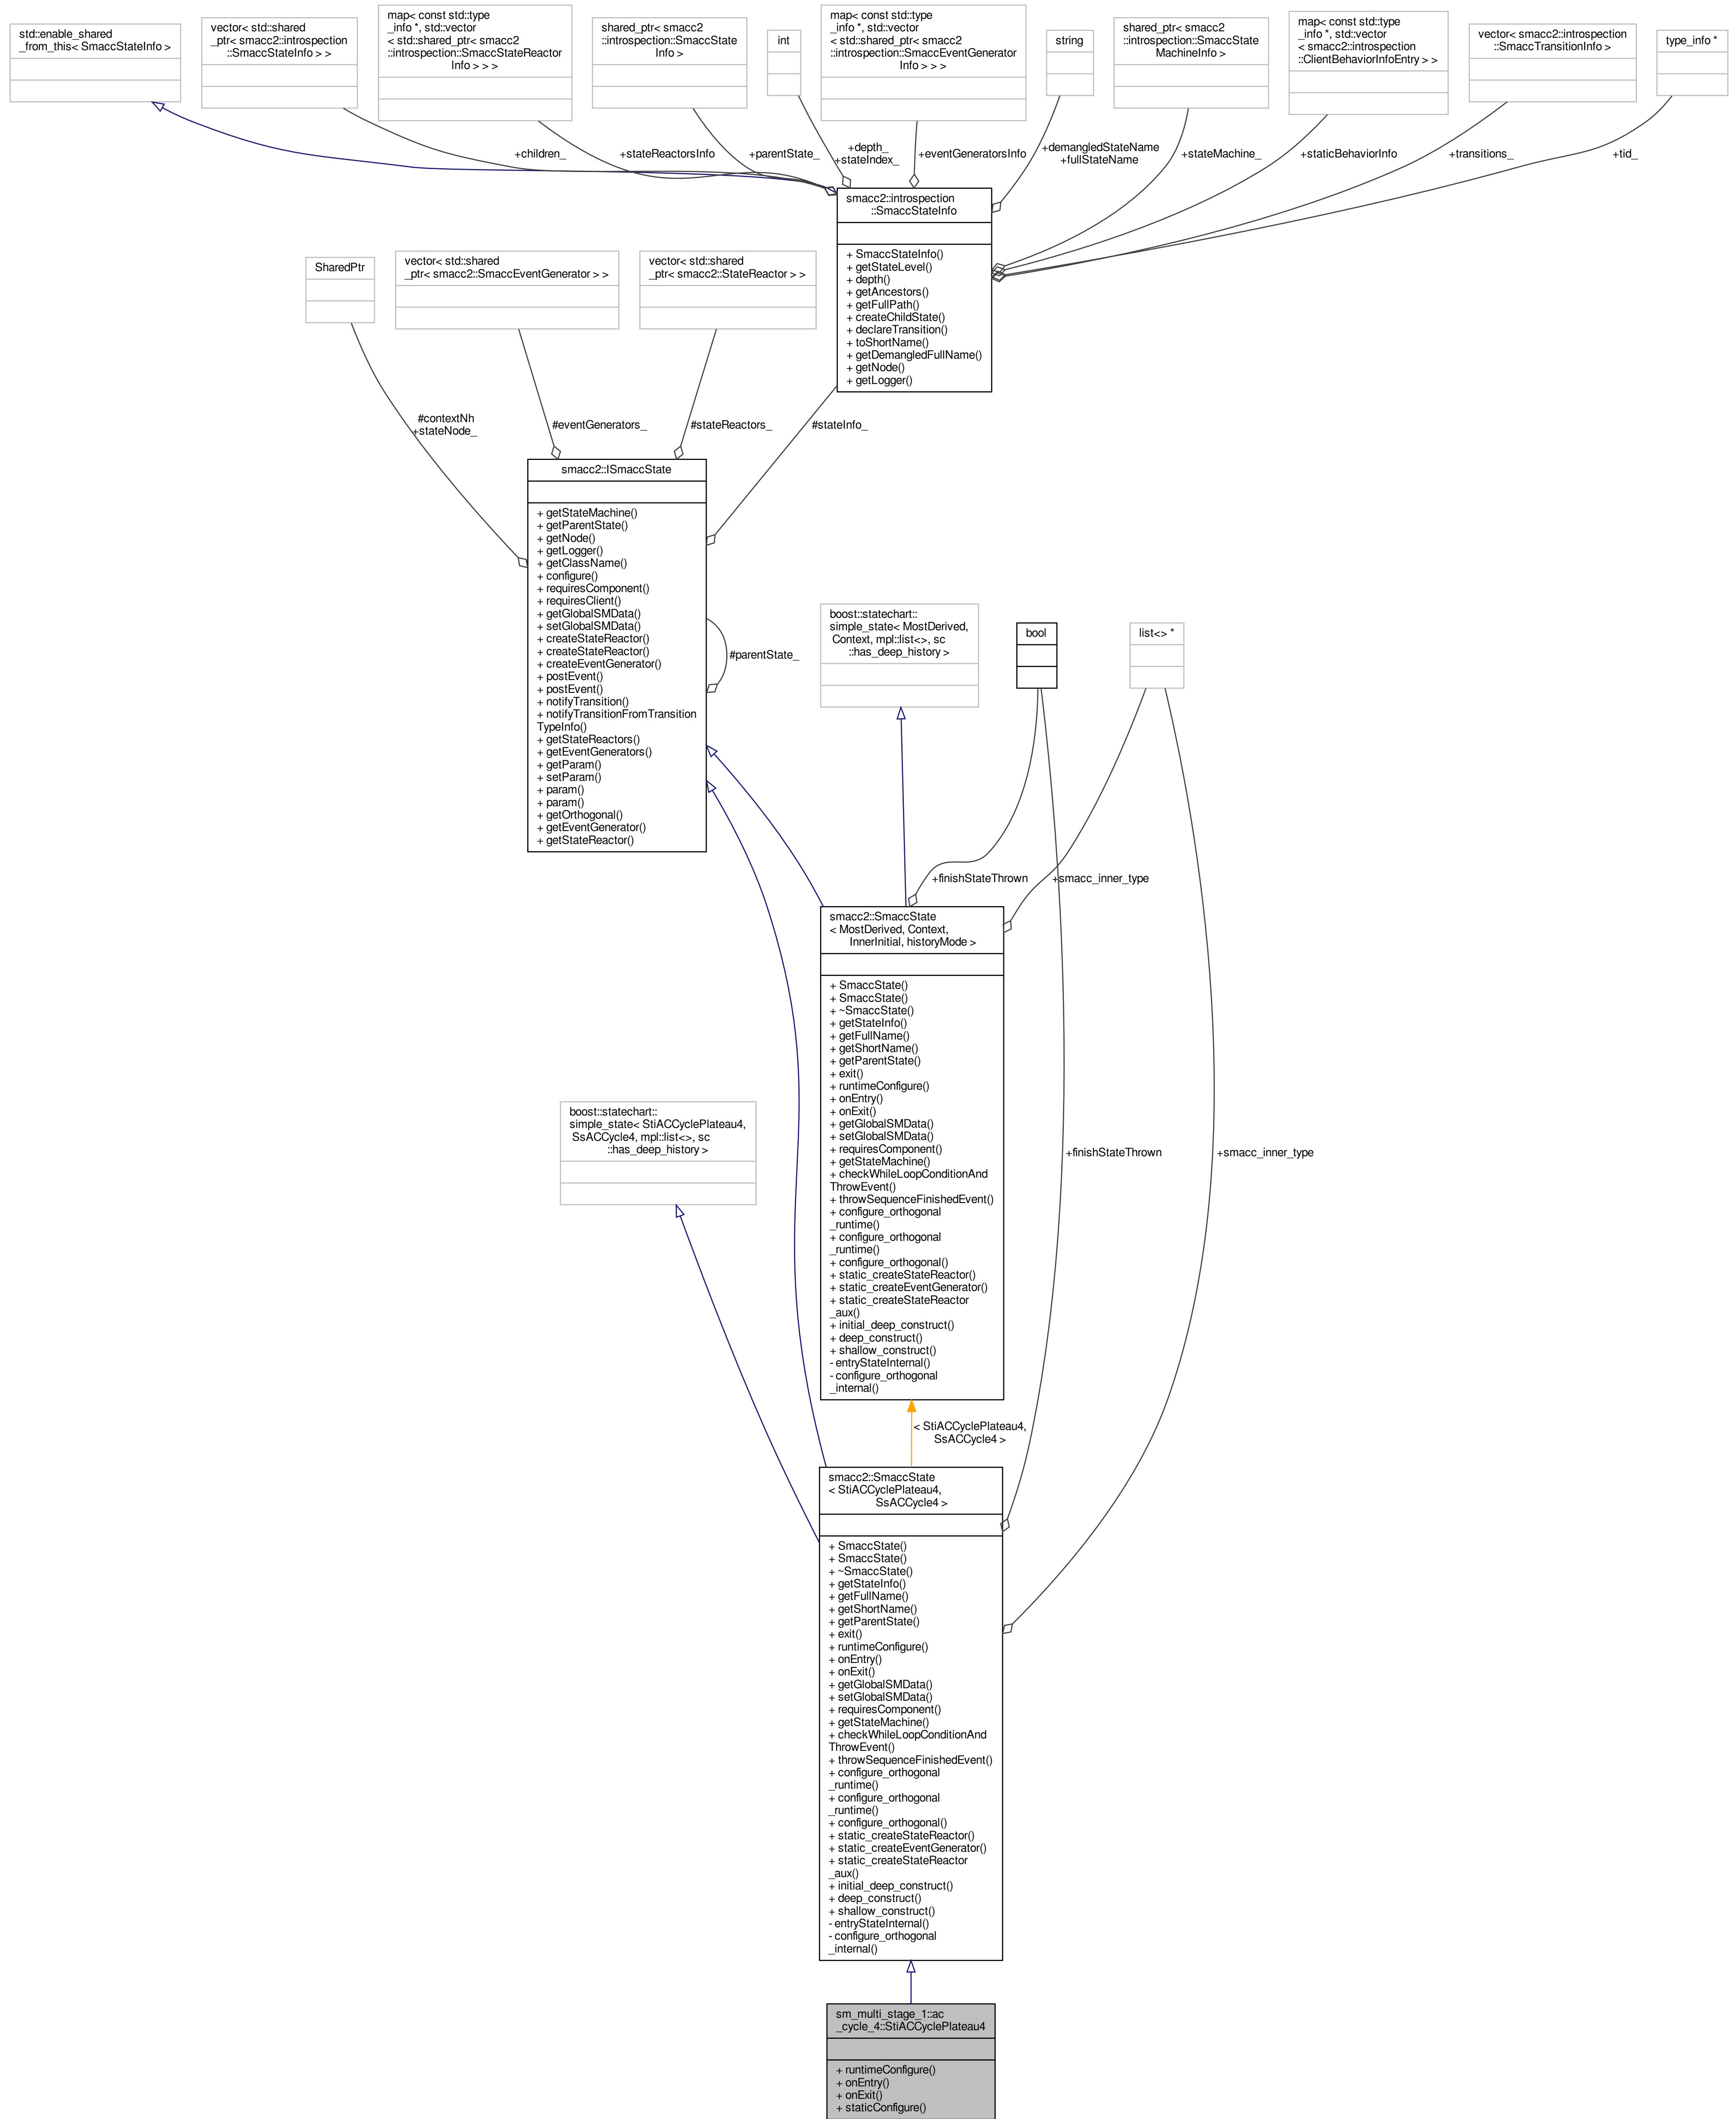 std::enable_shared
_from_this< SmaccStateInfo >
vector< std::shared
_ptr< smacc2::introspection
::SmaccStateInfo > >
map< const std::type
_info *, std::vector
< std::shared_ptr< smacc2
::introspection::SmaccStateReactor
Info > > >
shared_ptr< smacc2
::introspection::SmaccState
Info >
int
map< const std::type
_info *, std::vector
< std::shared_ptr< smacc2
::introspection::SmaccEventGenerator
Info > > >
string
shared_ptr< smacc2
::introspection::SmaccState
MachineInfo >
map< const std::type
_info *, std::vector
< smacc2::introspection
::ClientBehaviorInfoEntry > >
vector< smacc2::introspection
::SmaccTransitionInfo >
type_info *
+children_
+stateReactorsInfo
+parentState_
+depth_
+stateIndex_
+eventGeneratorsInfo
+demangledStateName
+fullStateName
+stateMachine_
+staticBehaviorInfo
+transitions_
+tid_
smacc2::introspection
::SmaccStateInfo
+ SmaccStateInfo()
+ getStateLevel()
+ depth()
+ getAncestors()
+ getFullPath()
+ createChildState()
+ declareTransition()
+ toShortName()
+ getDemangledFullName()
+ getNode()
+ getLogger()
SharedPtr
vector< std::shared
_ptr< smacc2::SmaccEventGenerator > >
vector< std::shared
_ptr< smacc2::StateReactor > >
#contextNh
+stateNode_
#eventGenerators_
#stateReactors_
#stateInfo_
smacc2::ISmaccState
+ getStateMachine()
+ getParentState()
+ getNode()
+ getLogger()
+ getClassName()
+ configure()
+ requiresComponent()
+ requiresClient()
+ getGlobalSMData()
+ setGlobalSMData()
+ createStateReactor()
+ createStateReactor()
+ createEventGenerator()
+ postEvent()
+ postEvent()
+ notifyTransition()
+ notifyTransitionFromTransition
TypeInfo()
+ getStateReactors()
+ getEventGenerators()
+ getParam()
+ setParam()
+ param()
+ param()
+ getOrthogonal()
+ getEventGenerator()
+ getStateReactor()
#parentState_
boost::statechart::
simple_state< MostDerived,
Context, mpl::list<>, sc
::has_deep_history >
bool
list<> *
+finishStateThrown
+smacc_inner_type
smacc2::SmaccState
< MostDerived, Context,
InnerInitial, historyMode >
+ SmaccState()
+ SmaccState()
+ ~SmaccState()
+ getStateInfo()
+ getFullName()
+ getShortName()
+ getParentState()
+ exit()
+ runtimeConfigure()
+ onEntry()
+ onExit()
+ getGlobalSMData()
+ setGlobalSMData()
+ requiresComponent()
+ getStateMachine()
+ checkWhileLoopConditionAnd
ThrowEvent()
+ throwSequenceFinishedEvent()
+ configure_orthogonal
_runtime()
+ configure_orthogonal
_runtime()
+ configure_orthogonal()
+ static_createStateReactor()
+ static_createEventGenerator()
+ static_createStateReactor
_aux()
+ initial_deep_construct()
+ deep_construct()
+ shallow_construct()
- entryStateInternal()
- configure_orthogonal
_internal()
boost::statechart::
simple_state< StiACCyclePlateau4,
SsACCycle4, mpl::list<>, sc
::has_deep_history >
+finishStateThrown
+smacc_inner_type
< StiACCyclePlateau4,
SsACCycle4 >
smacc2::SmaccState
< StiACCyclePlateau4,
SsACCycle4 >
+ SmaccState()
+ SmaccState()
+ ~SmaccState()
+ getStateInfo()
+ getFullName()
+ getShortName()
+ getParentState()
+ exit()
+ runtimeConfigure()
+ onEntry()
+ onExit()
+ getGlobalSMData()
+ setGlobalSMData()
+ requiresComponent()
+ getStateMachine()
+ checkWhileLoopConditionAnd
ThrowEvent()
+ throwSequenceFinishedEvent()
+ configure_orthogonal
_runtime()
+ configure_orthogonal
_runtime()
+ configure_orthogonal()
+ static_createStateReactor()
+ static_createEventGenerator()
+ static_createStateReactor
_aux()
+ initial_deep_construct()
+ deep_construct()
+ shallow_construct()
- entryStateInternal()
- configure_orthogonal
_internal()
sm_multi_stage_1::ac
_cycle_4::StiACCyclePlateau4
+ runtimeConfigure()
+ onEntry()
+ onExit()
+ staticConfigure()